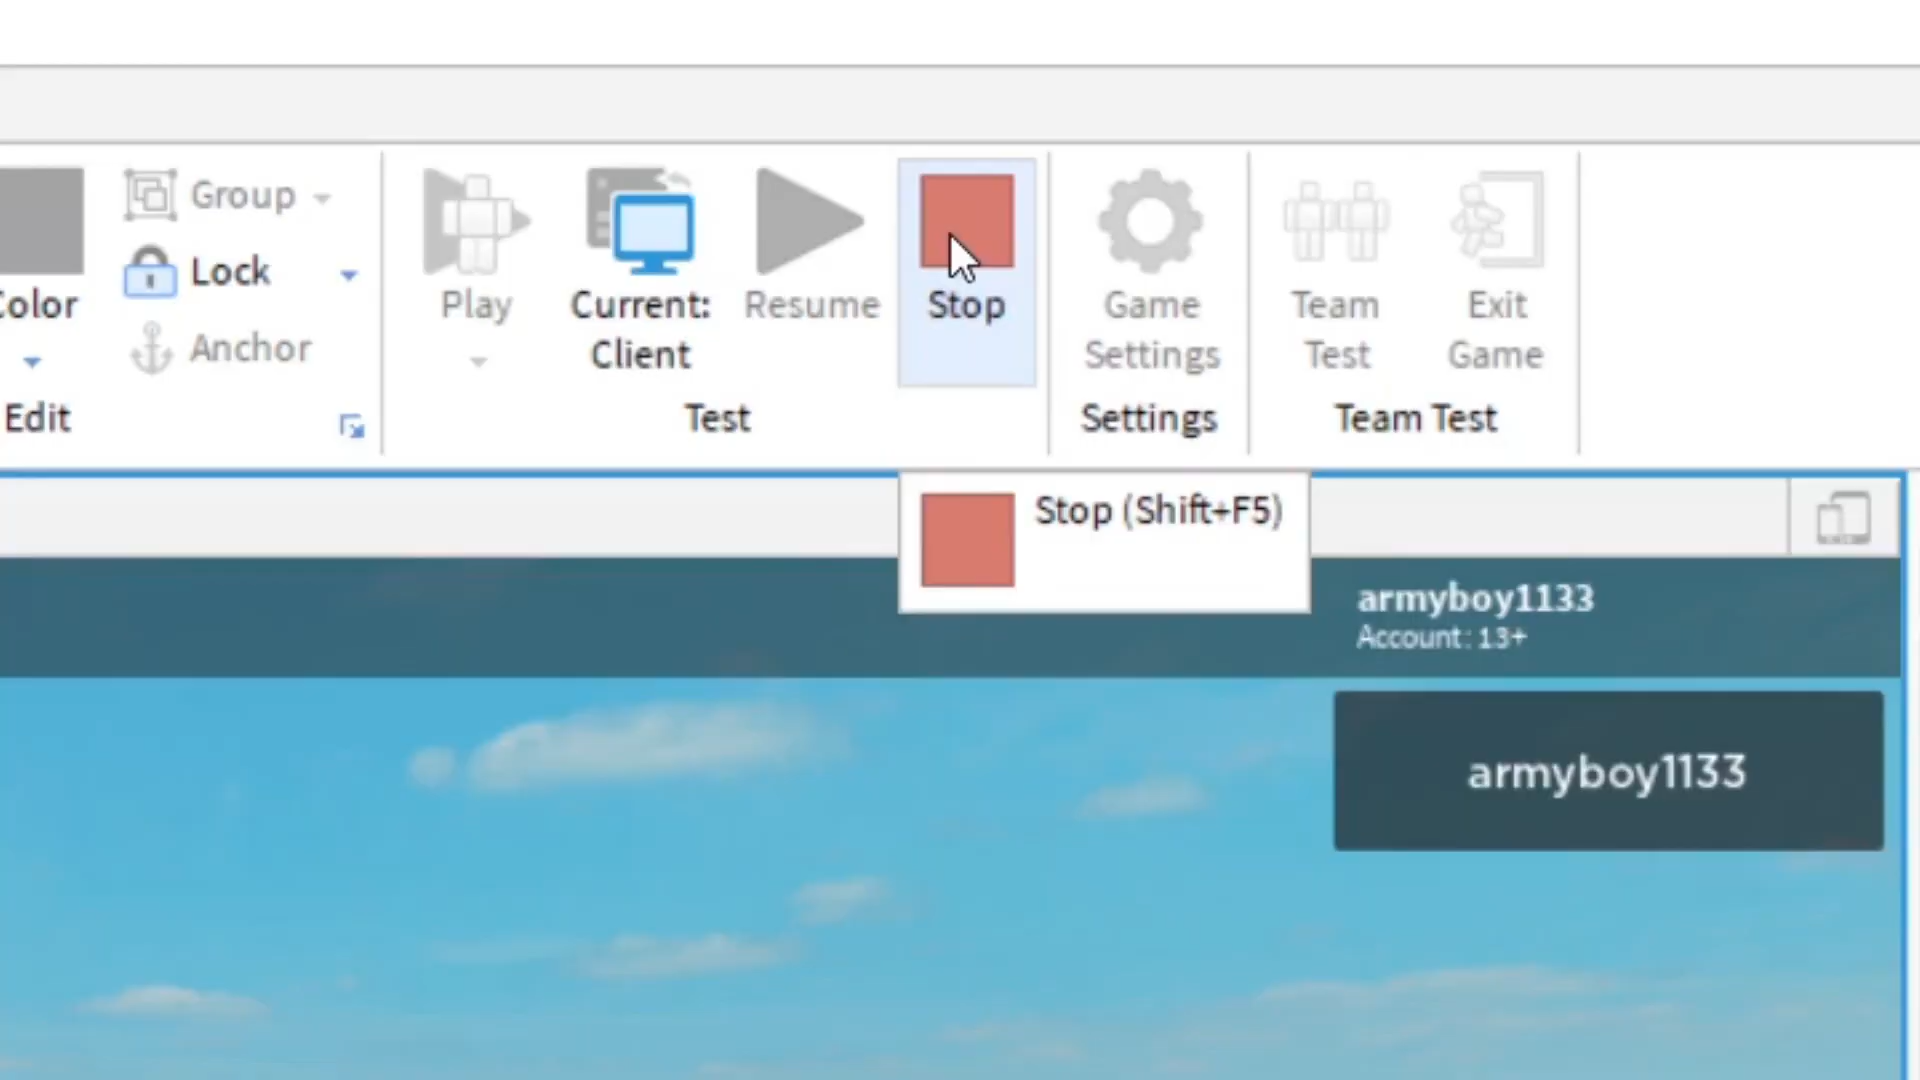 Color
Edit
Group
Lock
Anchor
Play
Current:
Client
Resume
Stop
Test
Game
Settings
Settings
Team
Test
Exit
Game
Team Test
Stop (Shift+F5)
armyboy1133
Account: 13+
armyboy1133